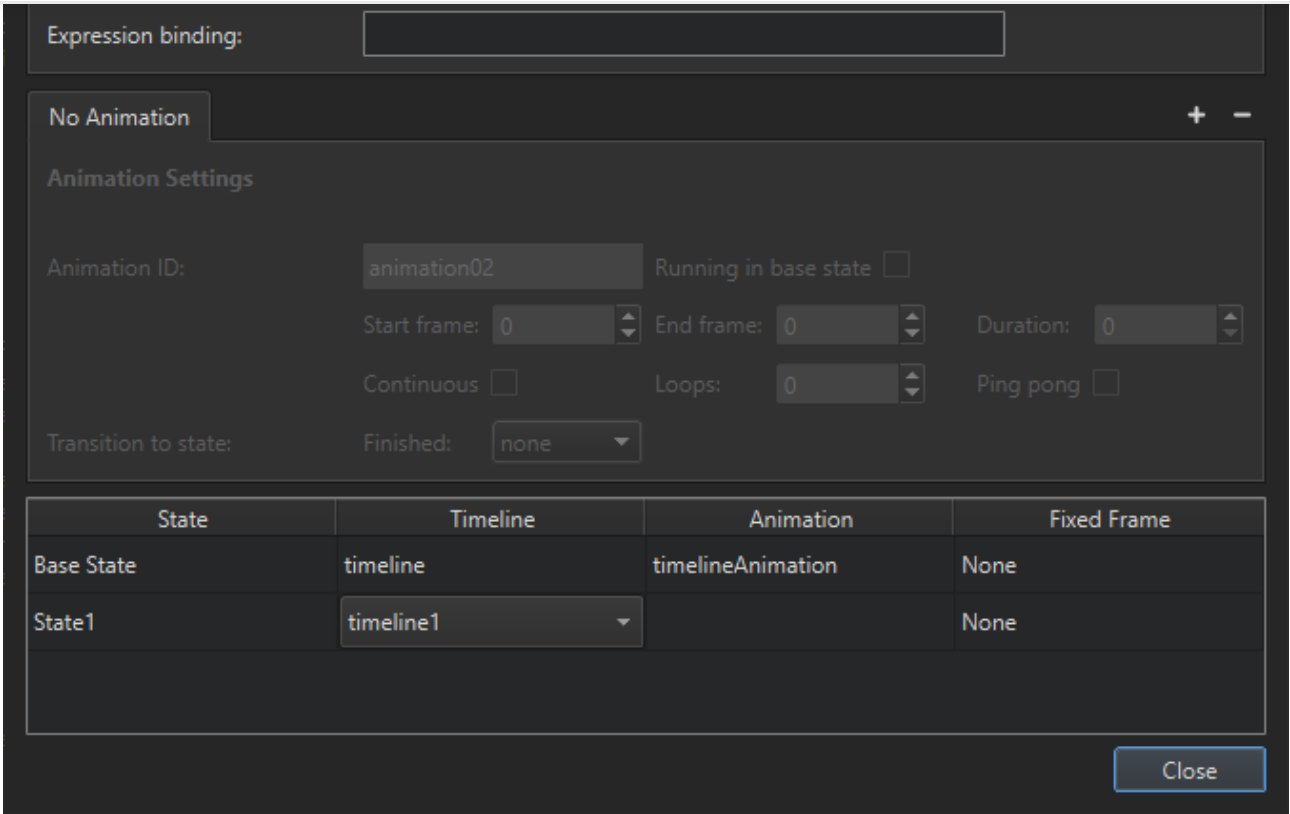 Expression binding:
No Animation + −
Animation Settings
Animation ID: animation02 Running in base state
Start frame: 0 End frame: 0 Duration: 0
Continuous Loops: 0 Ping pong
Transition to state: Finished: none
State Timeline Animation Fixed Frame
Base State timeline timelineAnimation None
State1 timeline1 None
Close